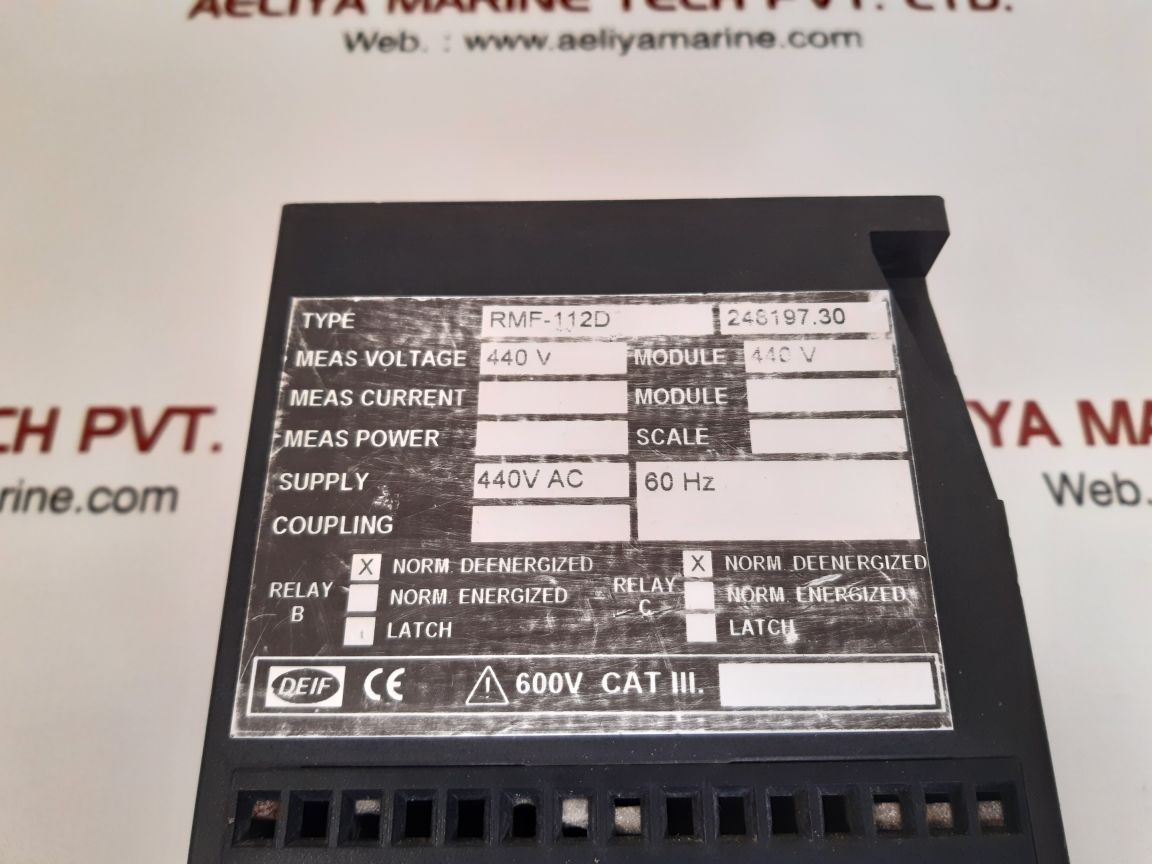 AELIYA MARINE TECH PVT. LTD.
Web. : www.aeliyamarine.com
TYPE RMF-112D 248197.30
MEAS VOLTAGE 440 V MODULE 440 V
MEAS CURRENT MODULE
MEAS POWER SCALE
SUPPLY 440V AC 60 Hz
COUPLING
X NORM. DEENERGIZED X NORM. DEENERGIZED
RELAY B NORM. ENERGIZED RELAY C NORM. ENERGIZED
LATCH LATCH
DEIF CE ! 600V CAT III.
CH PVT.
rine.com
YA MA
Web.